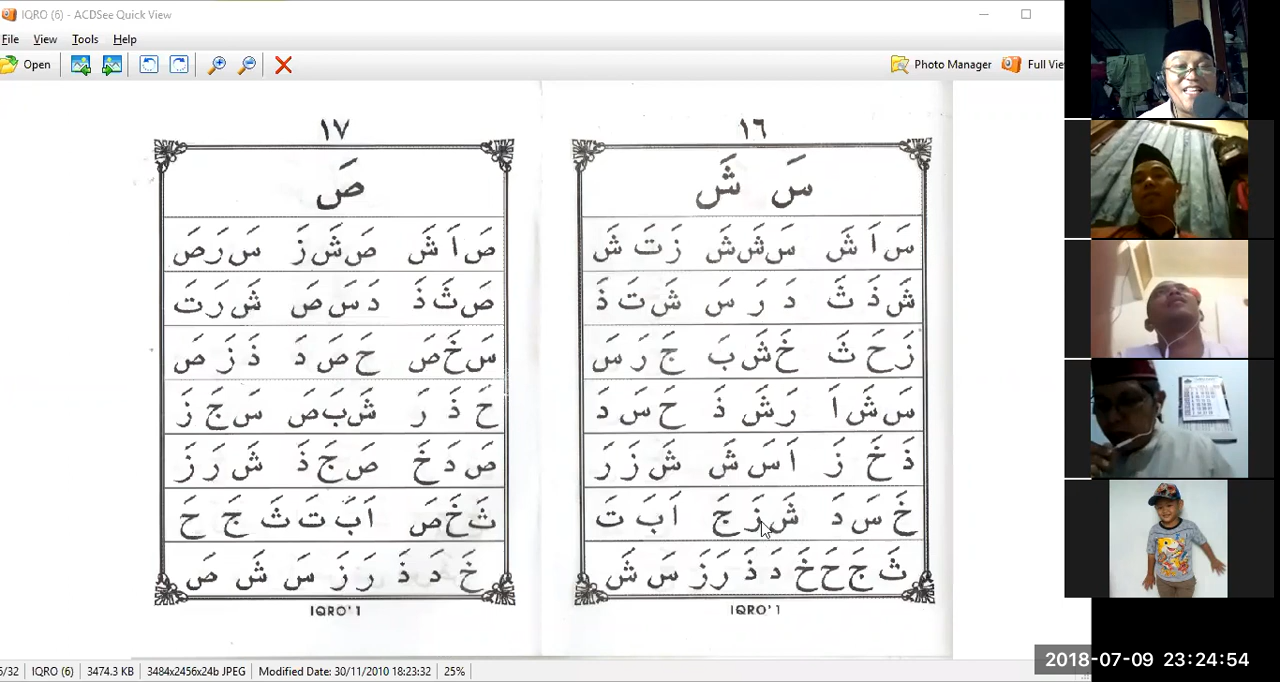 IQRO (6) - ACDSee Quick View
File View Tools Help
Open Photo Manager Full Vie
١٦
سَ شَ
سَ اَ شَ سَشَشَ زَ تَ شَ
شَ ذَ ثَ دَ رَ سَ شَ تَ ذَ
زَ حَ ثَ خَشَ بَ جَ رَ سَ
سَ شَ اَ رَشَ ذَ حَ سَ دَ
ذَ خَ زَ اَ سَ شَ شَ زَ رَ
خَ سَ دَ شَ زَ جَ اَ بَ تَ
ثَ جَ حَ خَ دَ ذَ رَ زَ سَ شَ
IQRO'1
١٧
صَ
صَ اَ شَ صَشَ زَ سَ رَصَ
صَ ثَ ذَ دَ سَ صَ شَ رَ تَ
سَ خَصَ حَ صَ دَ ذَ زَ صَ
حَ ذَ رَ شَ بَ صَ سَ جَ زَ
صَ دَ خَ صَ جَ ذَ شَ رَ زَ
ثَ خَصَ اَ بَ تَ ثَ جَ حَ
خَ دَ ذَ رَ زَ سَ شَ صَ
IQRO'1
/32 IQRO (6) 3474.3 KB 3484x2456x24b JPEG Modified Date: 30/11/2010 18:23:32 25%
2018-07-09 23:24:54